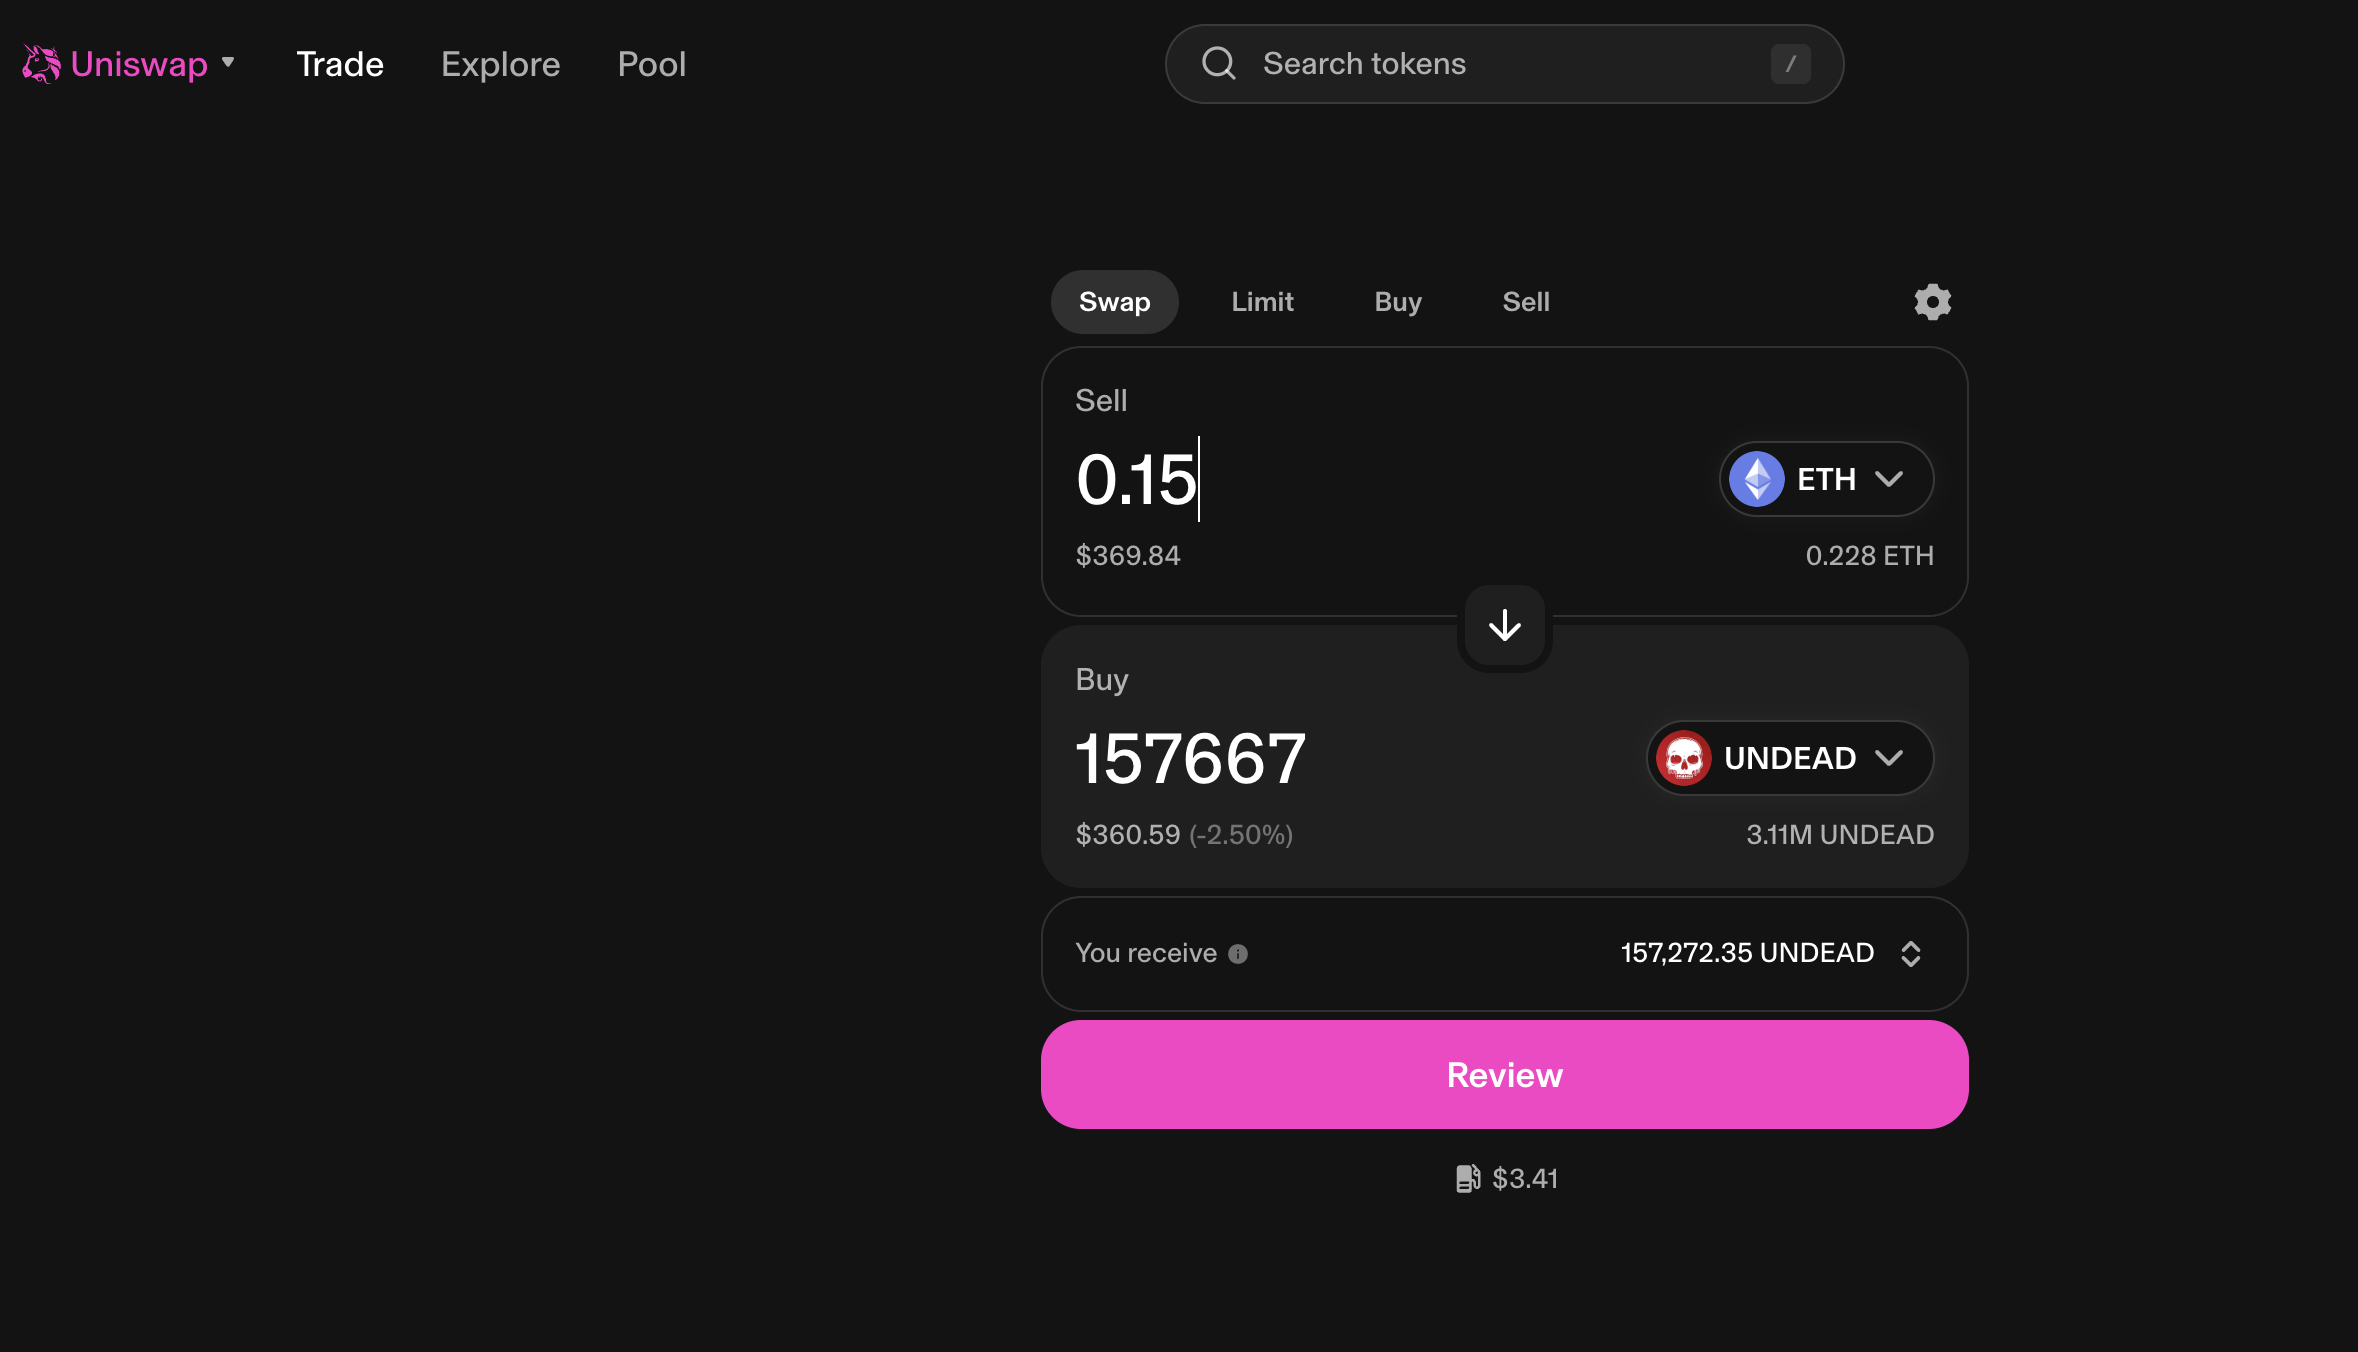 Uniswap Trade Explore Pool Search tokens /
Swap Limit Buy Sell
Sell
0.15 ETH
$369.84 0.228 ETH
Buy
157667 UNDEAD
$360.59 (-2.50%) 3.11M UNDEAD
You receive 157,272.35 UNDEAD
Review
$3.41